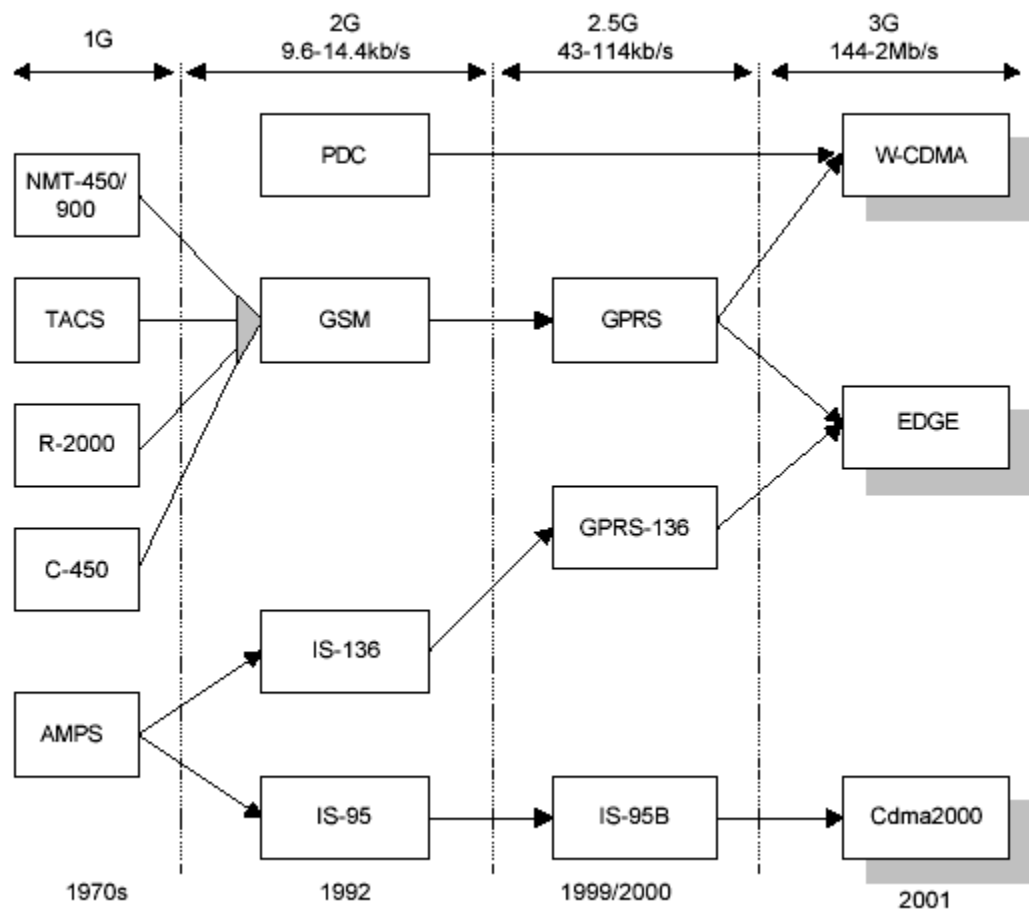 1G
2G
9.6-14.4kb/s
2.5G
43-114kb/s
3G
144-2Mb/s
NMT-450/
900
TACS
R-2000
C-450
AMPS
PDC
GSM
IS-136
IS-95
GPRS
GPRS-136
IS-95B
W-CDMA
EDGE
Cdma2000
1970s
1992
1999/2000
2001